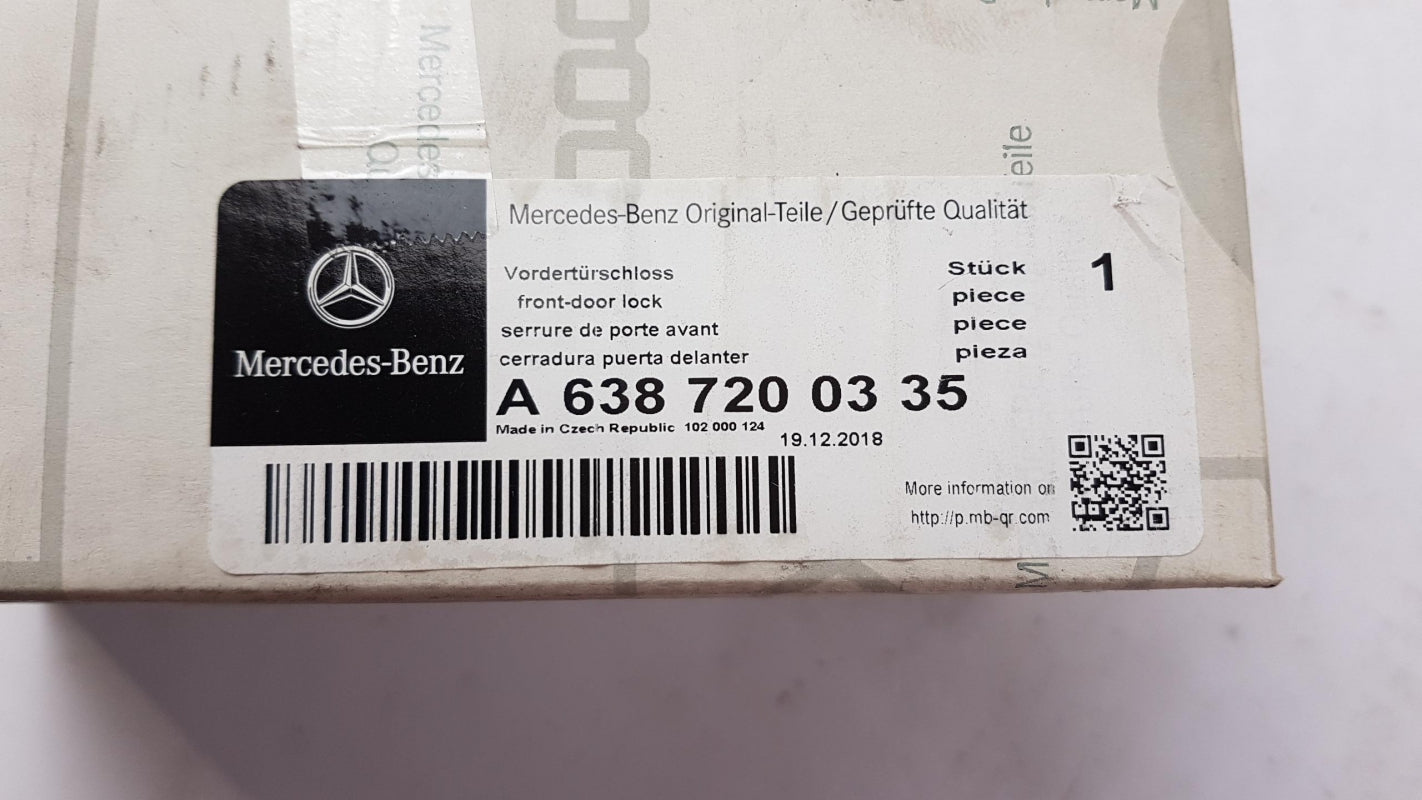 Mercedes
Mercedes-Benz Original-Teile/Geprüfte Qualität
Vordertürschloss Stück 1
front-door lock piece
serrure de porte avant piece
cerradura puerta delanter pieza
Mercedes-Benz
A 638 720 03 35
Made in Czech Republic 102 000 124
19.12.2018
More information on
http://p.mb-qr.com
eile
M